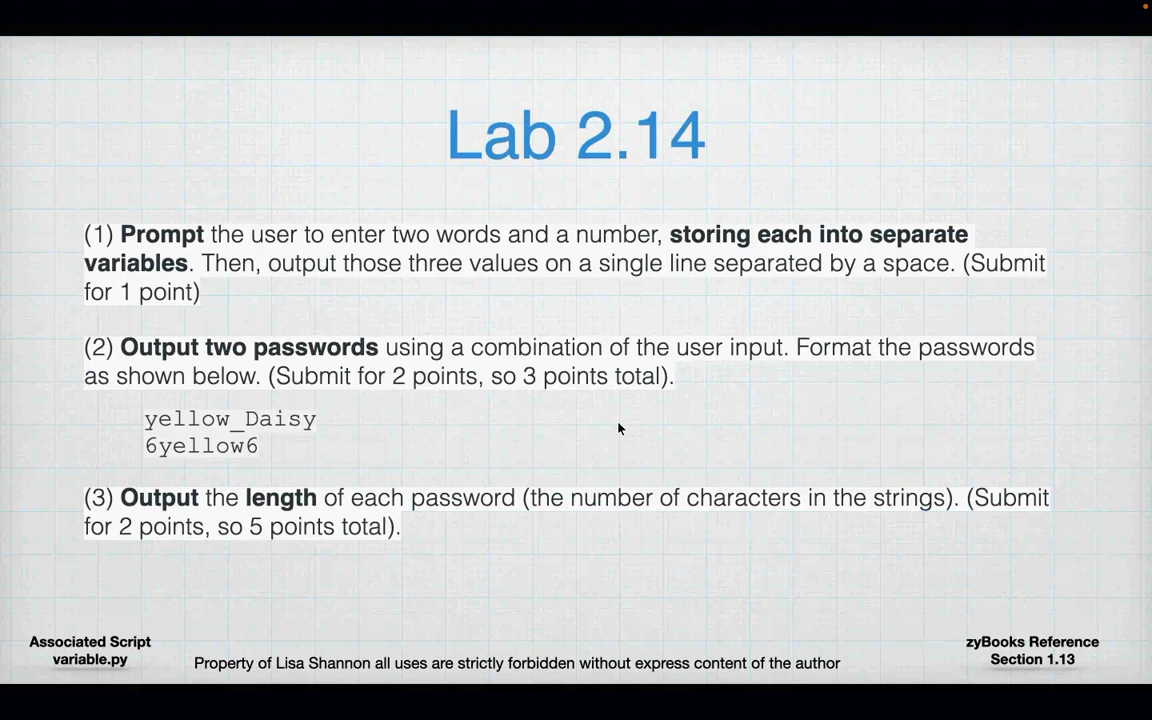 Lab 2.14
(1) Prompt the user to enter two words and a number, storing each into separate
variables. Then, output those three values on a single line separated by a space. (Submit
for 1 point)
(2) Output two passwords using a combination of the user input. Format the passwords
as shown below. (Submit for 2 points, so 3 points total).
yellow_Daisy
6yellow6
(3) Output the length of each password (the number of characters in the strings). (Submit
for 2 points, so 5 points total).
Associated Script
variable.py
Property of Lisa Shannon all uses are strictly forbidden without express content of the author
zyBooks Reference
Section 1.13